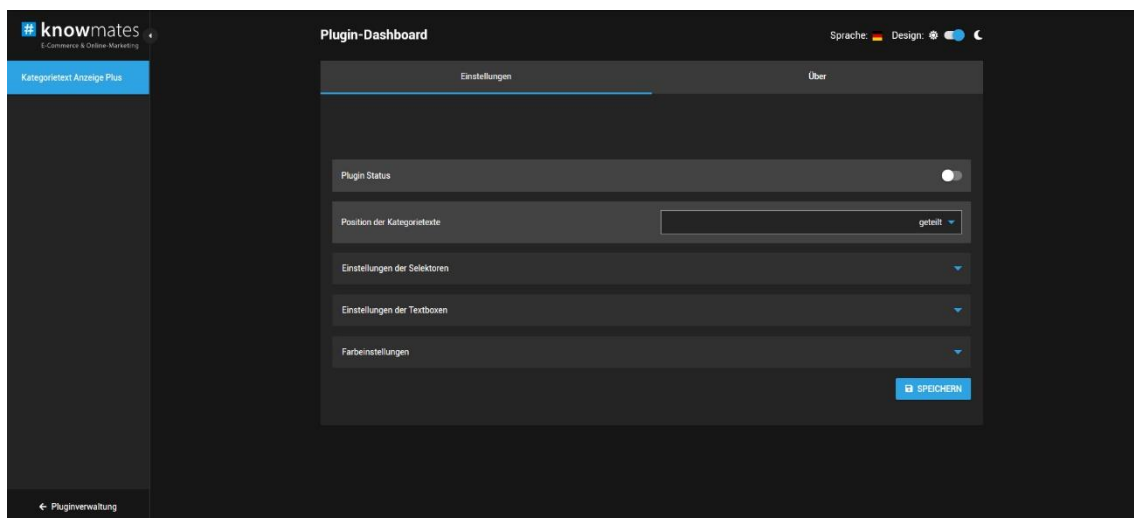 # knowmates
E-Commerce & Online-Marketing
Kategorietext Anzeige Plus
Plugin-Dashboard
Sprache: Design:
Einstellungen Über
Plugin Status
Position der Kategorietexte geteilt
Einstellungen der Selektoren
Einstellungen der Textboxen
Farbeinstellungen
SPEICHERN
← Pluginverwaltung